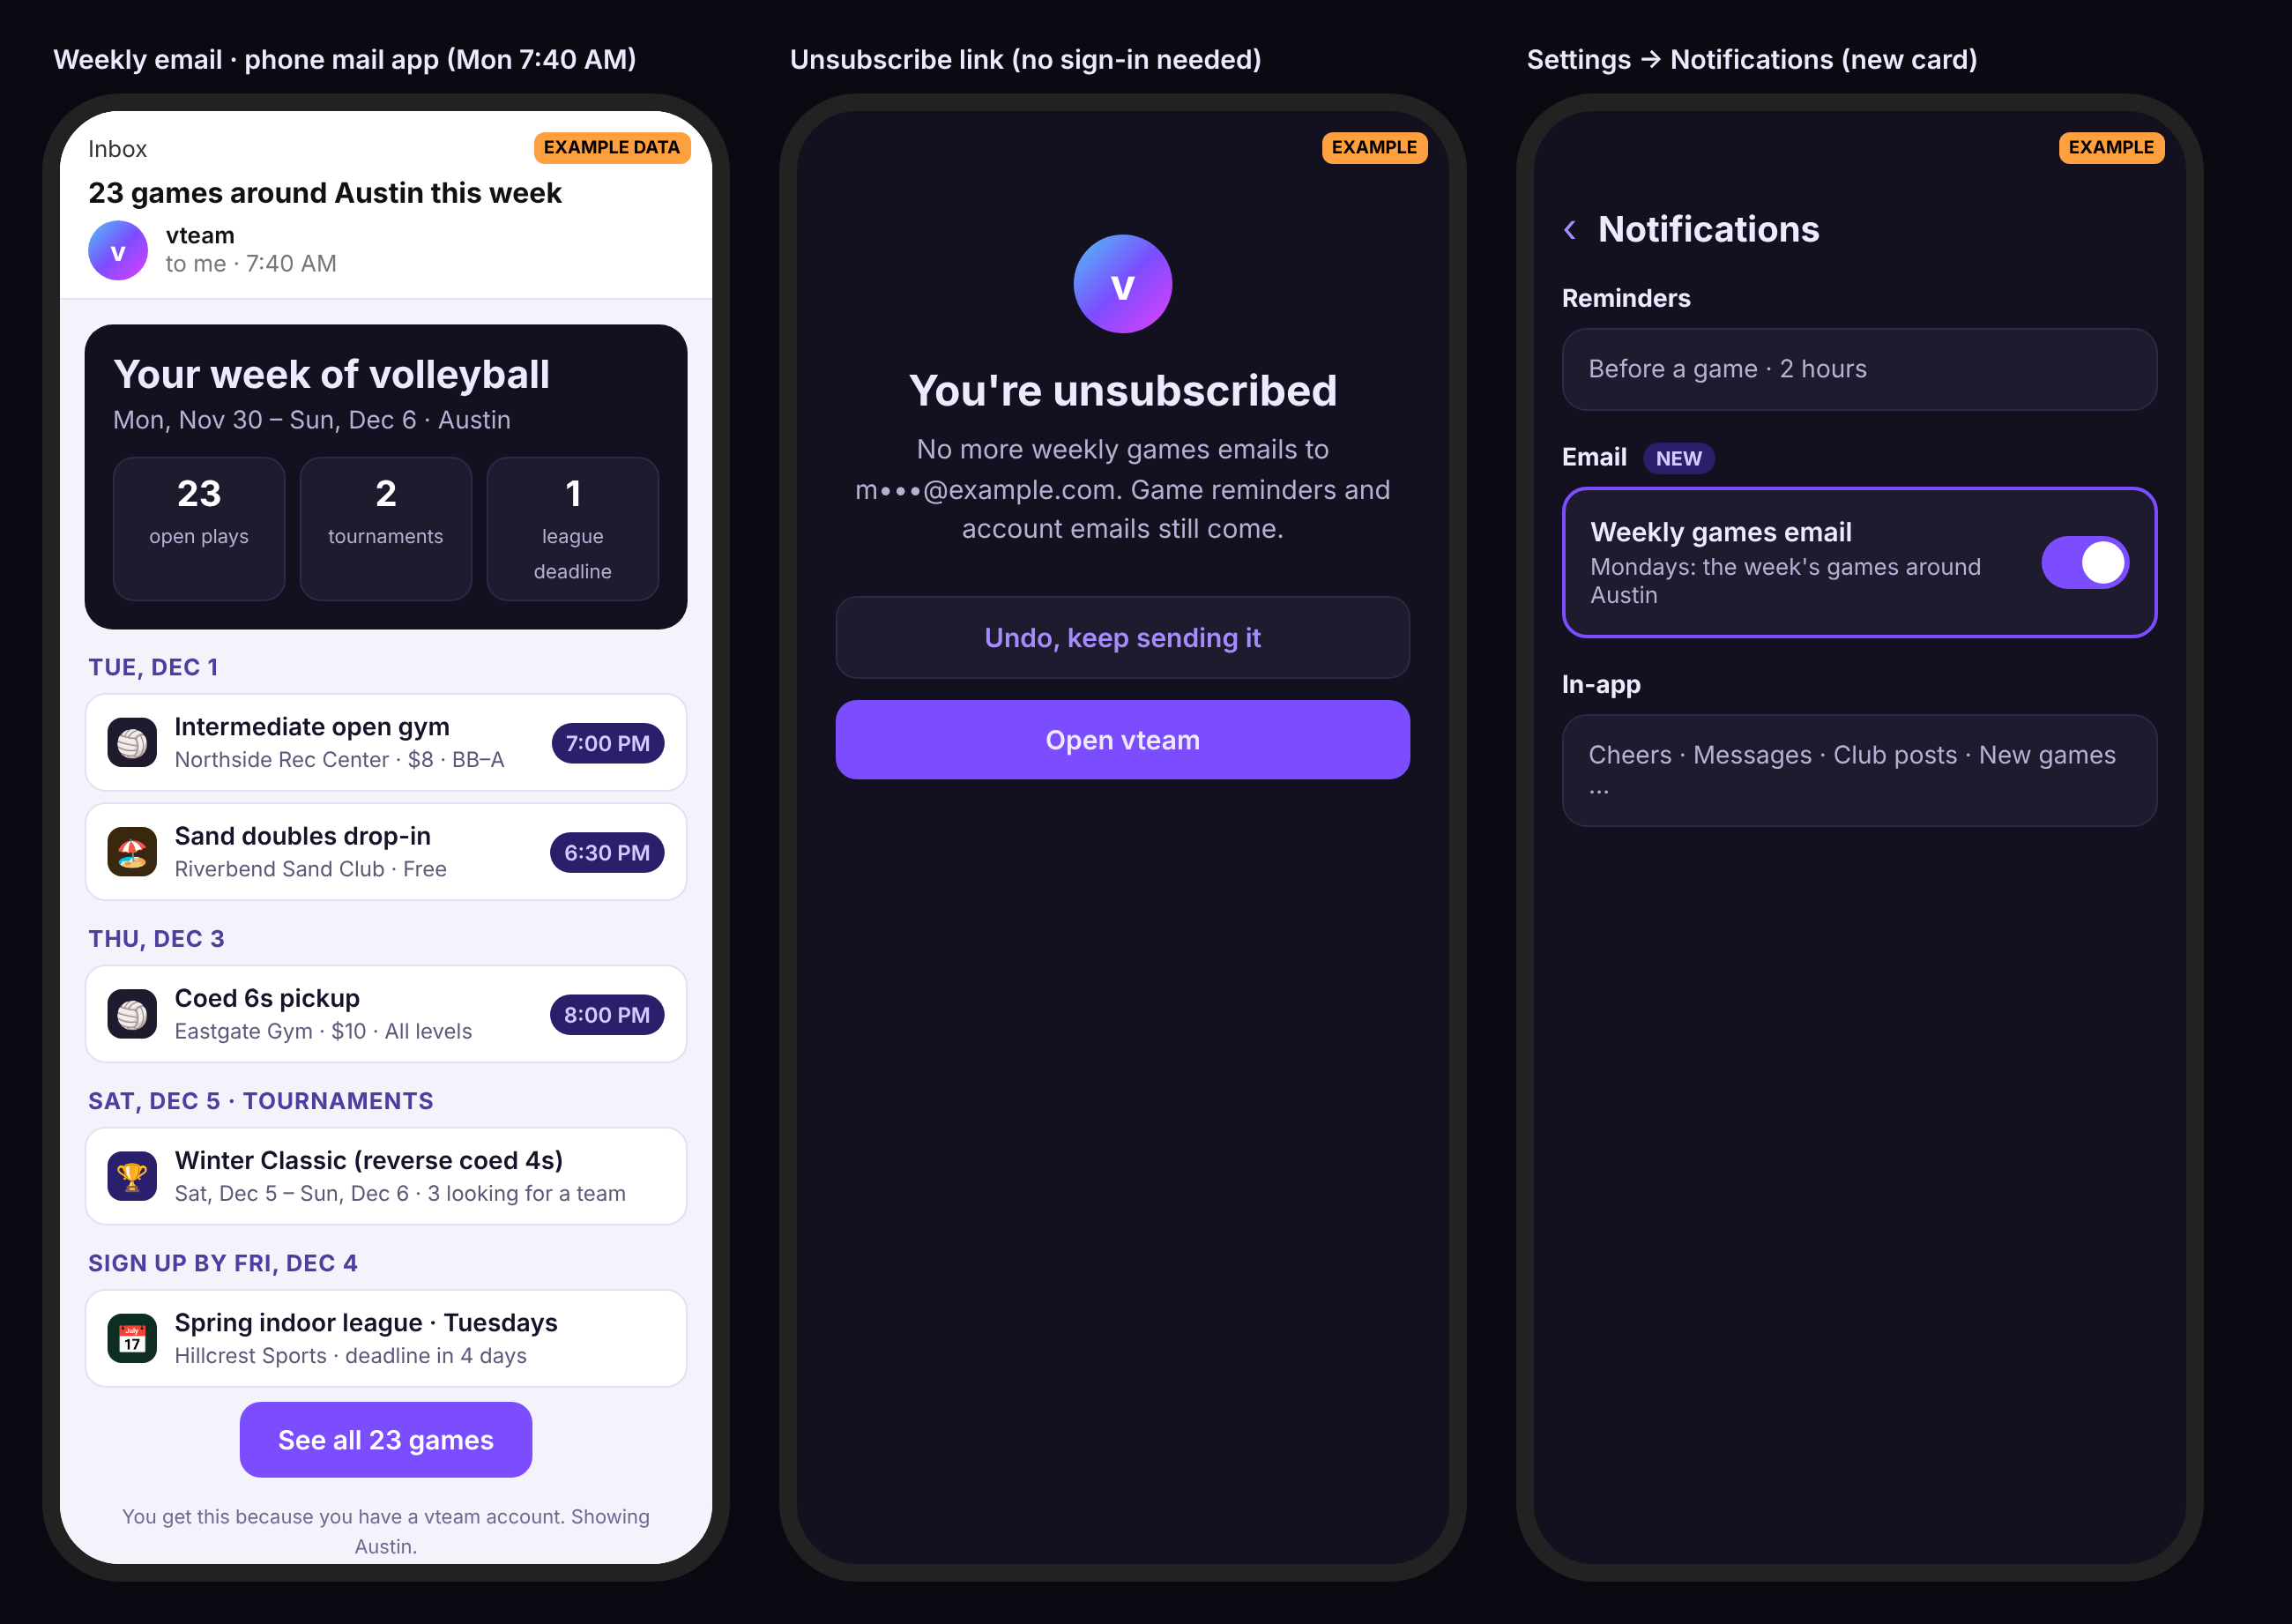 Weekly email · phone mail app (Mon 7:40 AM)
Inbox
EXAMPLE DATA
23 games around Austin this week
v
vteam
to me · 7:40 AM
Your week of volleyball
Mon, Nov 30 – Sun, Dec 6 · Austin
23
open plays
2
tournaments
1
league
deadline
TUE, DEC 1
Intermediate open gym
Northside Rec Center · $8 · BB–A
7:00 PM
Sand doubles drop-in
Riverbend Sand Club · Free
6:30 PM
THU, DEC 3
Coed 6s pickup
Eastgate Gym · $10 · All levels
8:00 PM
SAT, DEC 5 · TOURNAMENTS
Winter Classic (reverse coed 4s)
Sat, Dec 5 – Sun, Dec 6 · 3 looking for a team
SIGN UP BY FRI, DEC 4
July
17
Spring indoor league · Tuesdays
Hillcrest Sports · deadline in 4 days
See all 23 games
You get this because you have a vteam account. Showing
Austin.
Unsubscribe link (no sign-in needed)
EXAMPLE
v
You're unsubscribed
No more weekly games emails to
m•••@example.com. Game reminders and
account emails still come.
Undo, keep sending it
Open vteam
Settings → Notifications (new card)
EXAMPLE
‹ Notifications
Reminders
Before a game · 2 hours
Email
NEW
Weekly games email
Mondays: the week's games around
Austin
In-app
Cheers · Messages · Club posts · New games
...